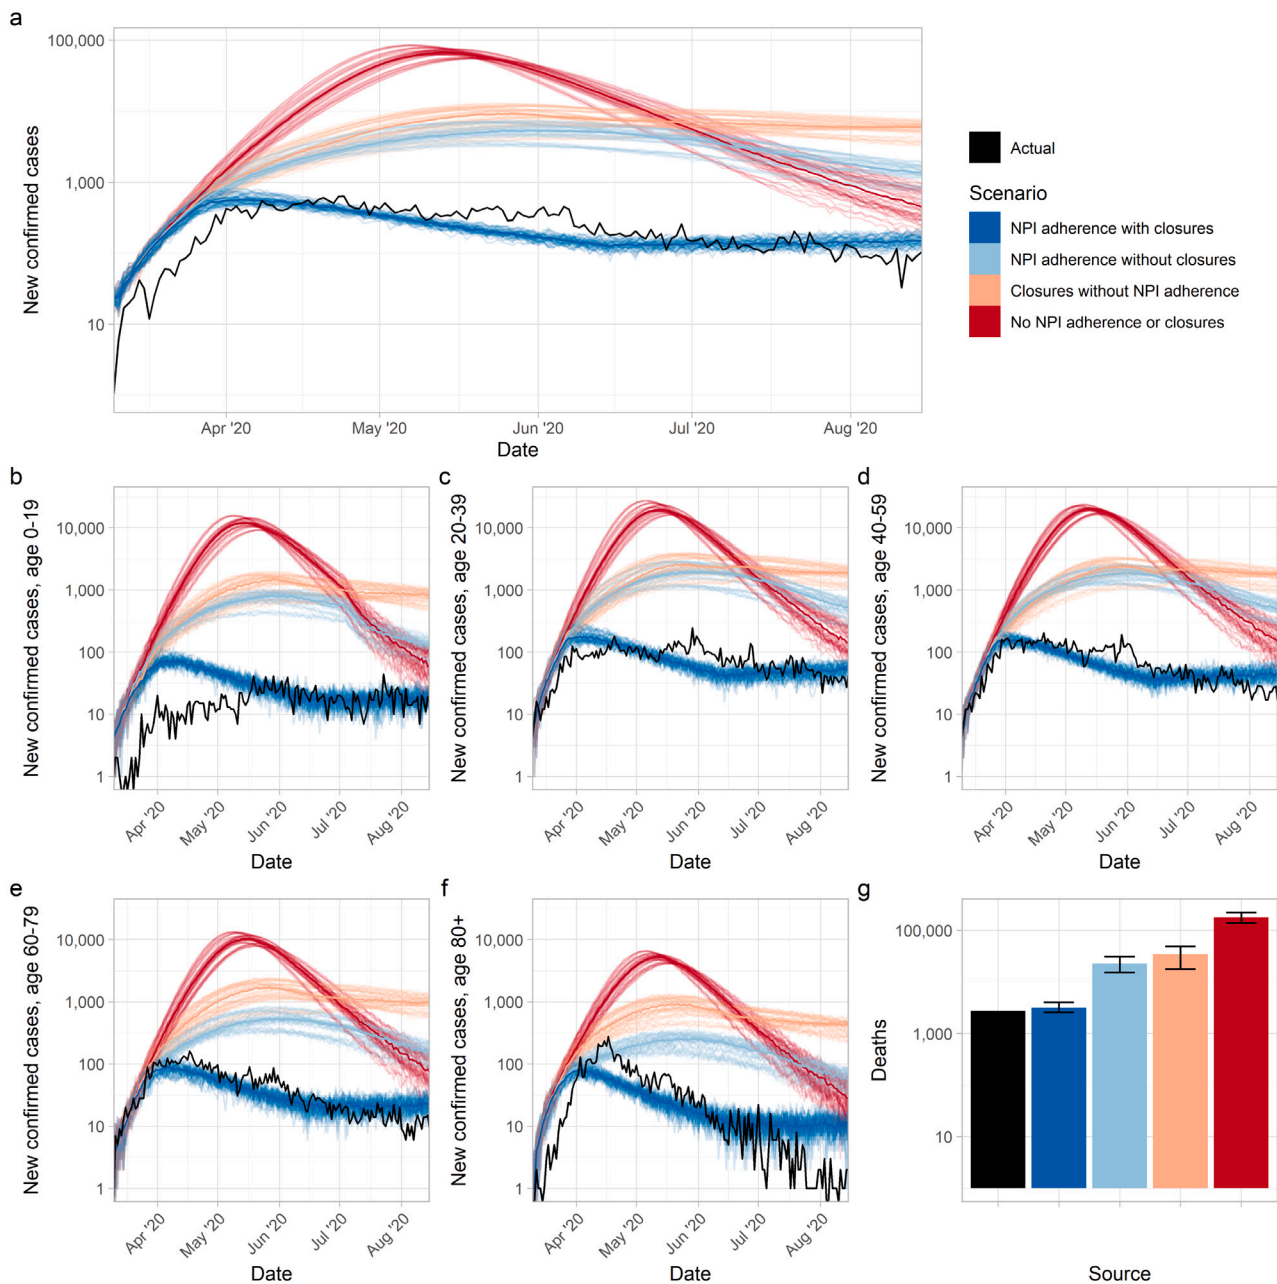 a
New confirmed cases
100,000
1,000
10
Apr '20
May '20
Jun '20
Jul '20
Aug '20
Date
Actual
Scenario
NPI adherence with closures
NPI adherence without closures
Closures without NPI adherence
No NPI adherence or closures
b
New confirmed cases, age 0-19
10,000
1,000
100
10
1
Apr '20
May '20
Jun '20
Jul '20
Aug '20
Date
c
New confirmed cases, age 20-39
10,000
1,000
100
10
1
Apr '20
May '20
Jun '20
Jul '20
Aug '20
Date
d
New confirmed cases, age 40-59
10,000
1,000
100
10
1
Apr '20
May '20
Jun '20
Jul '20
Aug '20
Date
e
New confirmed cases, age 60-79
10,000
1,000
100
10
1
Apr '20
May '20
Jun '20
Jul '20
Aug '20
Date
f
New confirmed cases, age 80+
10,000
1,000
100
10
1
Apr '20
May '20
Jun '20
Jul '20
Aug '20
Date
g
Deaths
100,000
1,000
10
Source